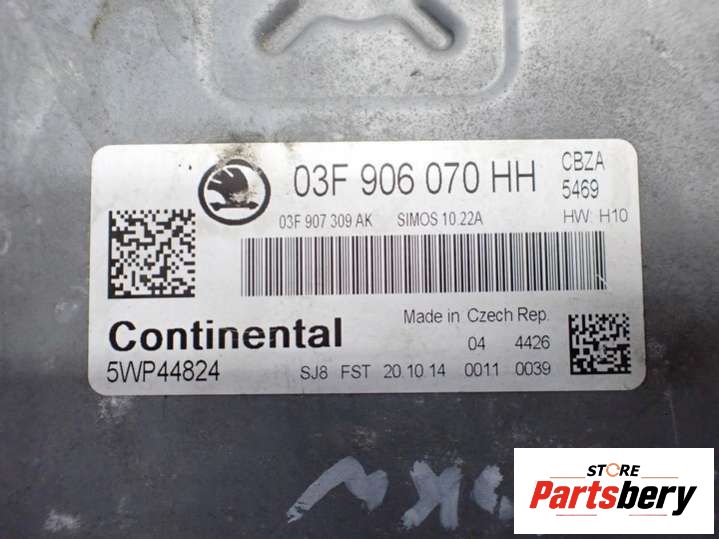 03F 906 070 HH
CBZA
5469
03F 907 309 AK SIMOS 10.22A
HW: H10
Continental
Made in Czech Rep.
04 4426
5WP44824
SJ8 FST 20.10.14 0011 0039
STORE
Partsbery